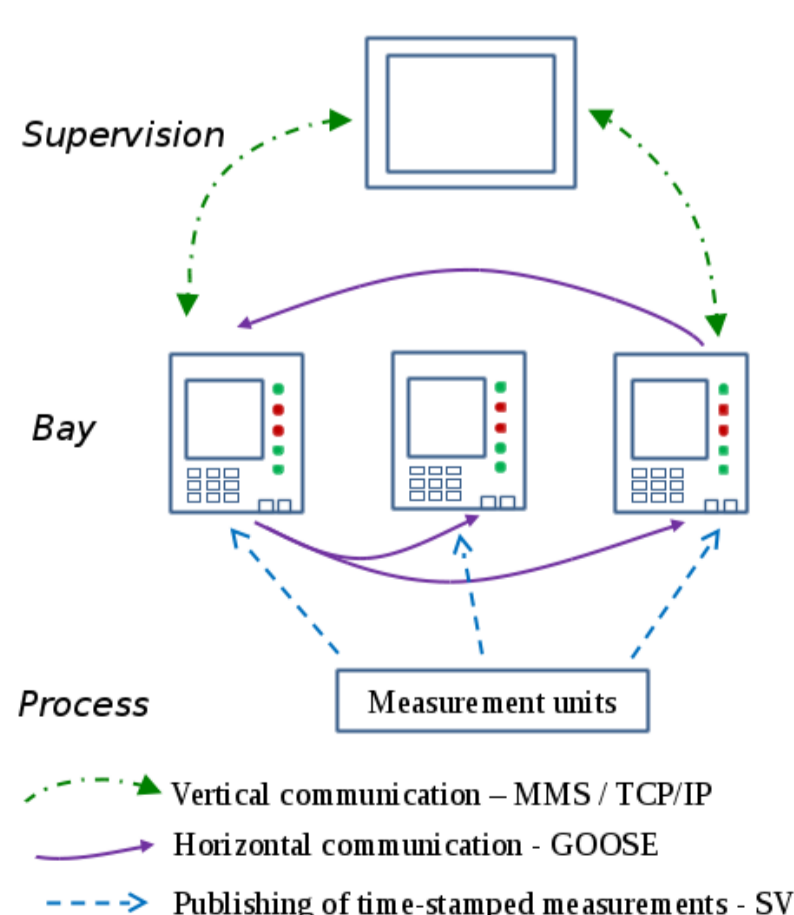 Supervision
Bay
Process
Measurement units
Vertical communication – MMS / TCP/IP
Horizontal communication - GOOSE
Publishing of time-stamped measurements - SV